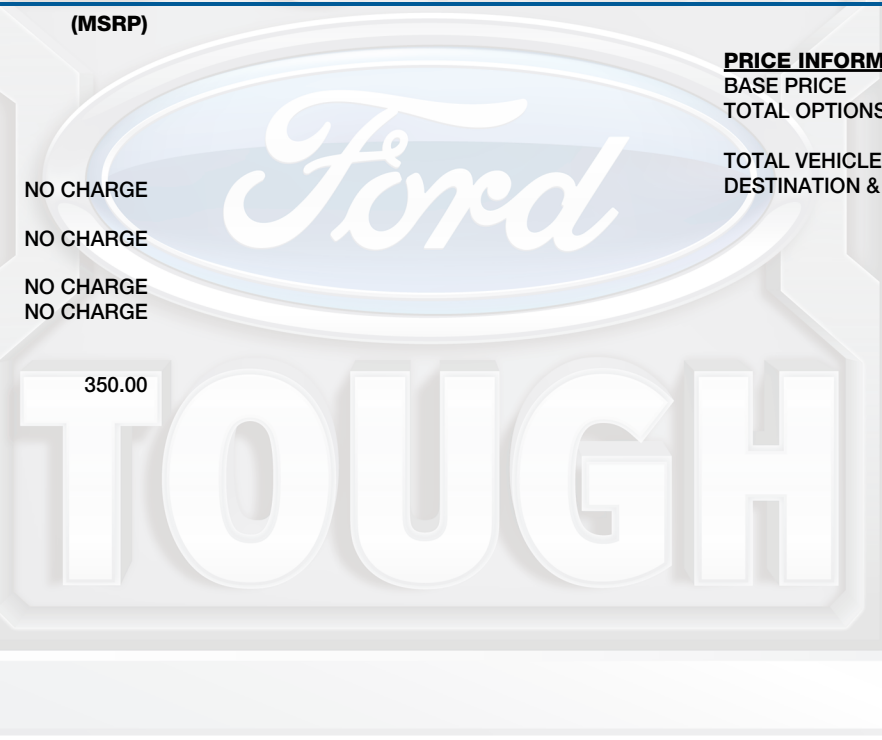 (MSRP)
NO CHARGE
NO CHARGE
NO CHARGE
NO CHARGE
350.00
PRICE INFORM
BASE PRICE
TOTAL OPTIONS
TOTAL VEHICLE
DESTINATION &
Ford
TOUGH